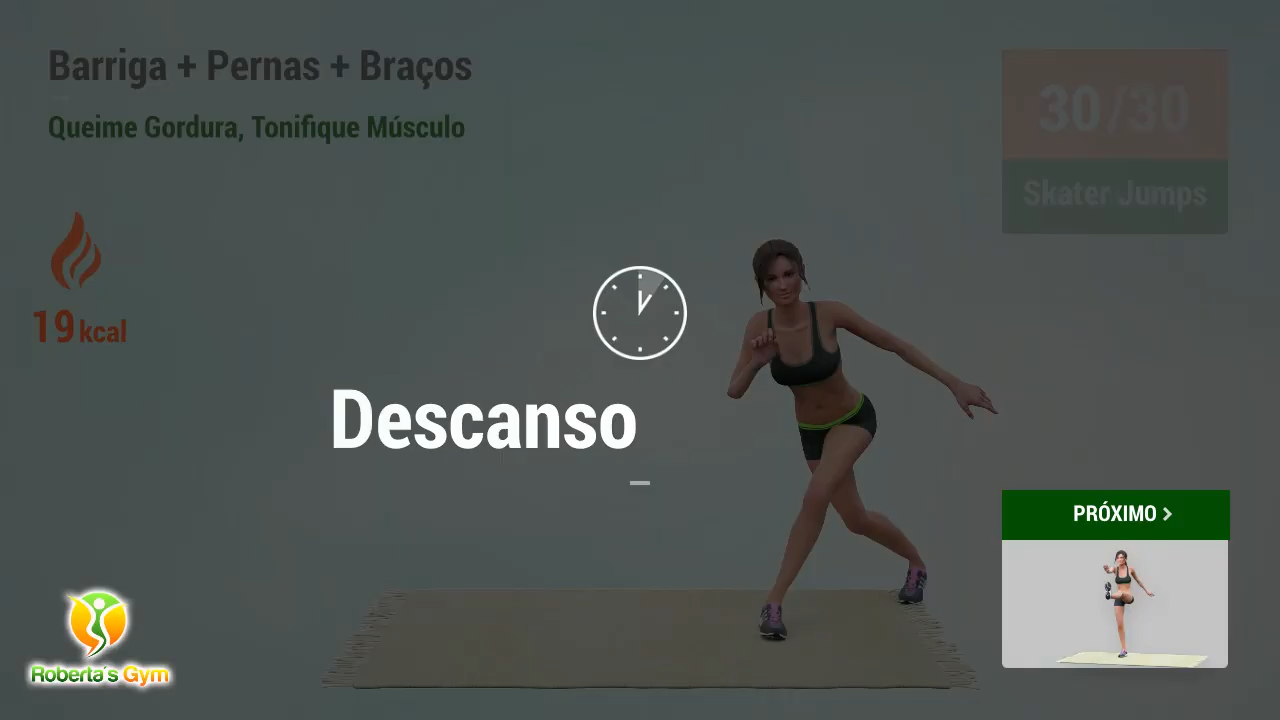 Barriga + Pernas + Braços
Queime Gordura, Tonifique Músculo
30/30
Skater Jumps
19 kcal
Descanso
PRÓXIMO >
Roberta´s Gym